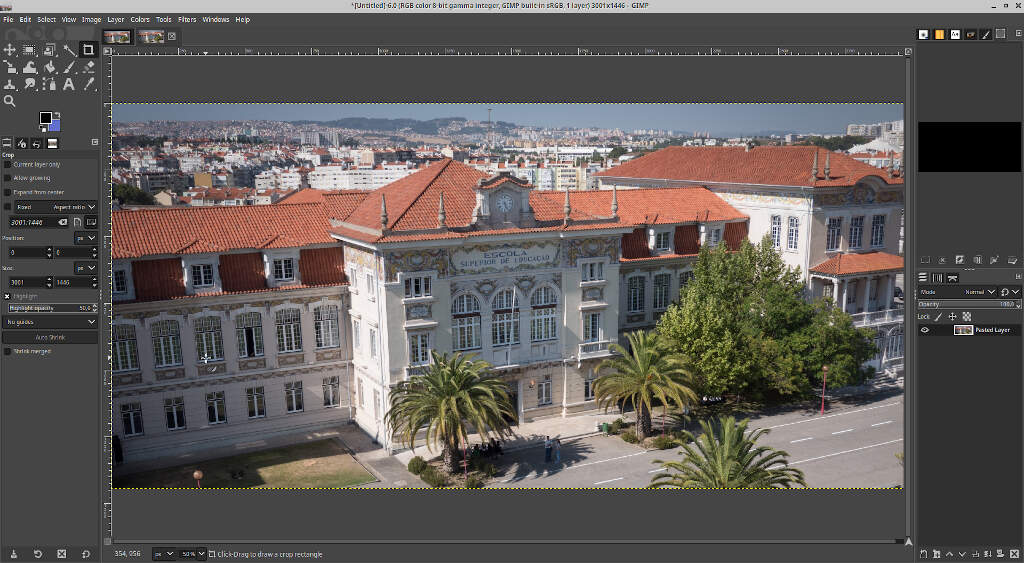 *[Untitled]-6.0 (RGB color 8-bit gamma integer, GIMP built-in sRGB, 1 layer) 3001x1446 – GIMP
File Edit Select View Image Layer Colors Tools Filters Windows Help
Crop
Current layer only
Allow growing
Expand from center
Fixed Aspect ratio
3001:1446
Position: px
0 0
Size: px
3001 1446
Highlight
Highlight opacity 50.0
No guides
Auto Shrink
Shrink merged
ESCOLA
SUPERIOR DE EDUCAÇÃO
Mode Normal
Opacity 100.0
Lock:
Pasted Layer
354, 956 px 50% Click-Drag to draw a crop rectangle